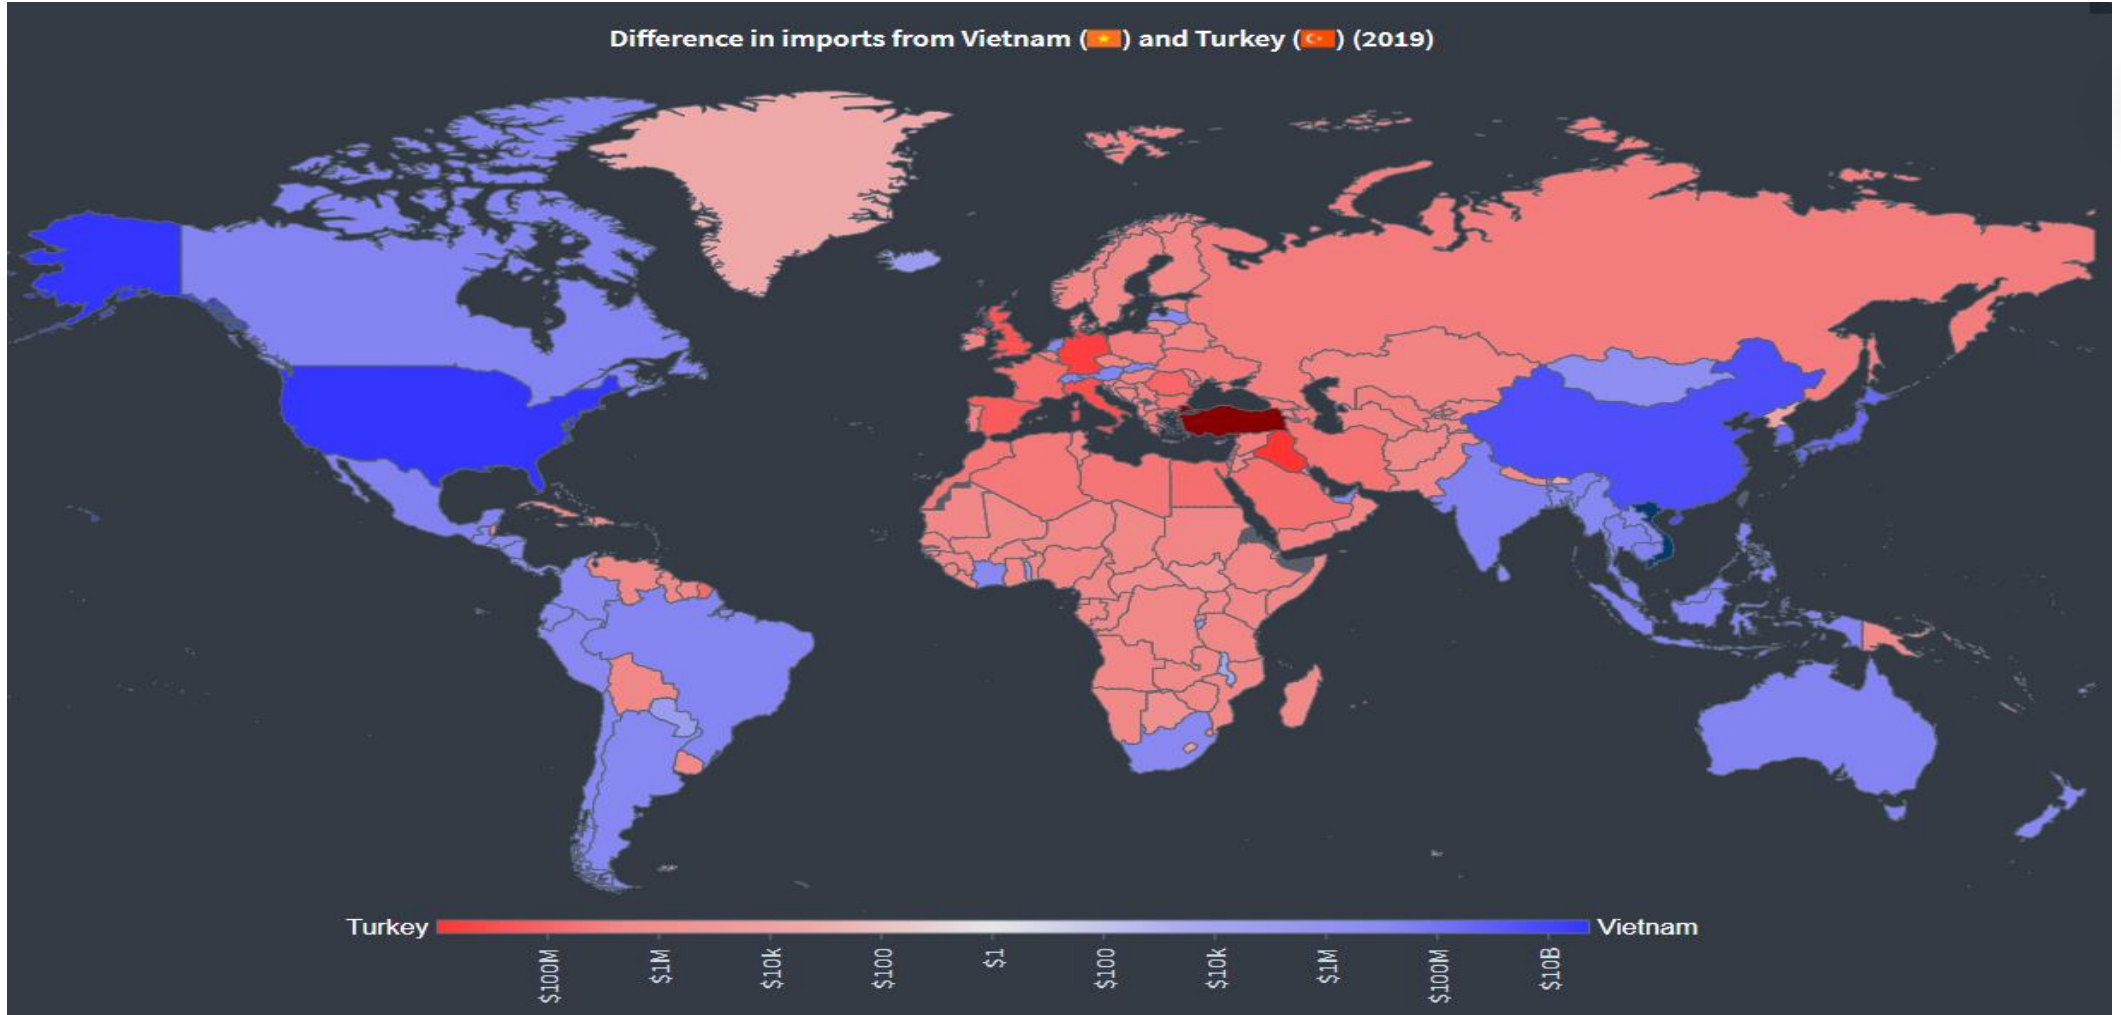 Difference in imports from Vietnam (🇻🇳) and Turkey (🇹🇷) (2019)
Turkey
Vietnam
$100M
$1M
$10k
$100
$1
$100
$10k
$1M
$100M
$10B